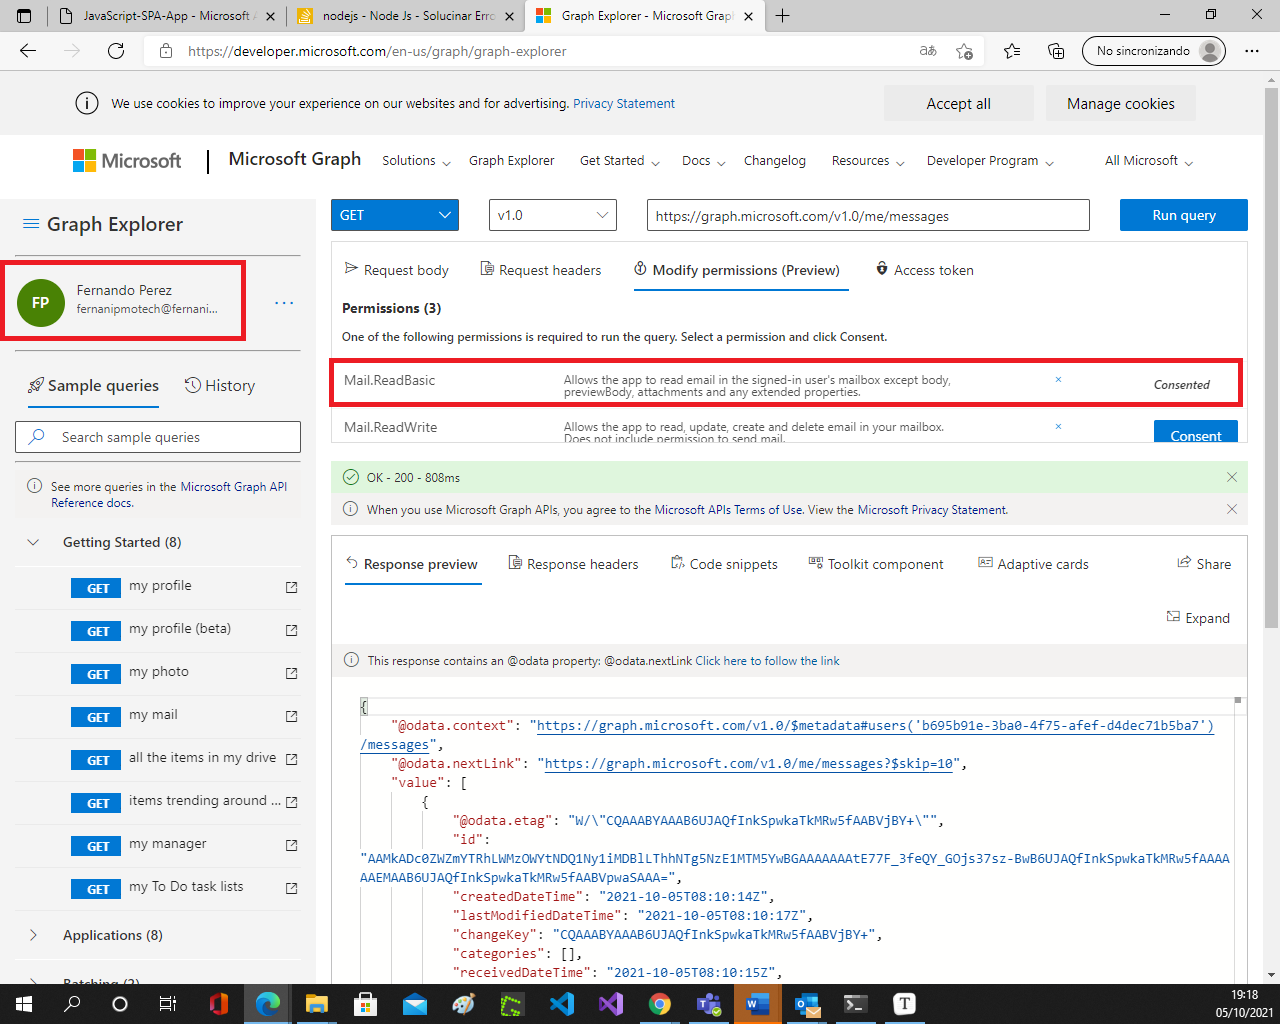 JavaScript-SPA-App - Microsoft A
nodejs - Node Js - Solucinar Erro
Graph Explorer - Microsoft Grap
https://developer.microsoft.com/en-us/graph/graph-explorer
No sincronizando
We use cookies to improve your experience on our websites and for advertising. Privacy Statement
Accept all
Manage cookies
Microsoft
Microsoft Graph
Solutions
Graph Explorer
Get Started
Docs
Changelog
Resources
Developer Program
All Microsoft
Graph Explorer
GET
v1.0
https://graph.microsoft.com/v1.0/me/messages
Run query
FP
Fernando Perez
fernanipmotech@fernani...
Request body
Request headers
Modify permissions (Preview)
Access token
Permissions (3)
One of the following permissions is required to run the query. Select a permission and click Consent.
Mail.ReadBasic
Allows the app to read email in the signed-in user's mailbox except body,
previewBody, attachments and any extended properties.
Consented
Mail.ReadWrite
Allows the app to read, update, create and delete email in your mailbox.
Does not include permission to send mail.
Consent
Sample queries
History
Search sample queries
See more queries in the Microsoft Graph API
Reference docs.
Getting Started (8)
GET my profile
GET my profile (beta)
GET my photo
GET my mail
GET all the items in my drive
GET items trending around ...
GET my manager
GET my To Do task lists
Applications (8)
Batching (2)
OK - 200 - 808ms
When you use Microsoft Graph APIs, you agree to the Microsoft APIs Terms of Use. View the Microsoft Privacy Statement.
Response preview
Response headers
Code snippets
Toolkit component
Adaptive cards
Share
Expand
This response contains an @odata property: @odata.nextLink Click here to follow the link
{
"@odata.context": "https://graph.microsoft.com/v1.0/$metadata#users('b695b91e-3ba0-4f75-afef-d4dec71b5ba7')
/messages",
"@odata.nextLink": "https://graph.microsoft.com/v1.0/me/messages?$skip=10",
"value": [
{
"@odata.etag": "W/\"CQAAABYAAAB6UJAQfInkSpwkaTkMRw5fAABVjBY+\"",
"id":
"AAMkADc0ZWZmYTRhLWMzOWYtNDQ1Ny1iMDBlLThhNTg5NzE1MTM5YwBGAAAAAAAtE77F_3feQY_GOjs37sz-BwB6UJAQfInkSpwkaTkMRw5fAAAA
AAEMAAB6UJAQfInkSpwkaTkMRw5fAABVpwaSAAA=",
"createdDateTime": "2021-10-05T08:10:14Z",
"lastModifiedDateTime": "2021-10-05T08:10:17Z",
"changeKey": "CQAAABYAAAB6UJAQfInkSpwkaTkMRw5fAABVjBY+",
"categories": [],
"receivedDateTime": "2021-10-05T08:10:15Z",
19:18
05/10/2021